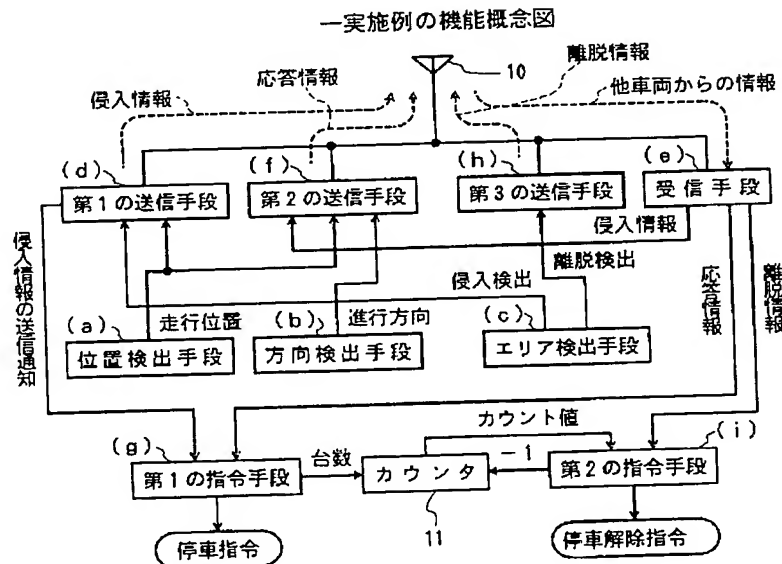 一実施例の機能概念図
10
離脱情報
応答情報
侵入情報
他車両からの情報
(d)
(f)
(h)
(e)
第1の送信手段
第2の送信手段
第3の送信手段
受信手段
侵入情報
侵入情報の送信通知
侵入検出
離脱検出
応答情報
離脱情報
(a)
走行位置
(b)
進行方向
(c)
位置検出手段
方向検出手段
エリア検出手段
カウント値
(g)
(i)
第1の指令手段
台数
カウンタ
-1
第2の指令手段
停車指令
11
停車解除指令